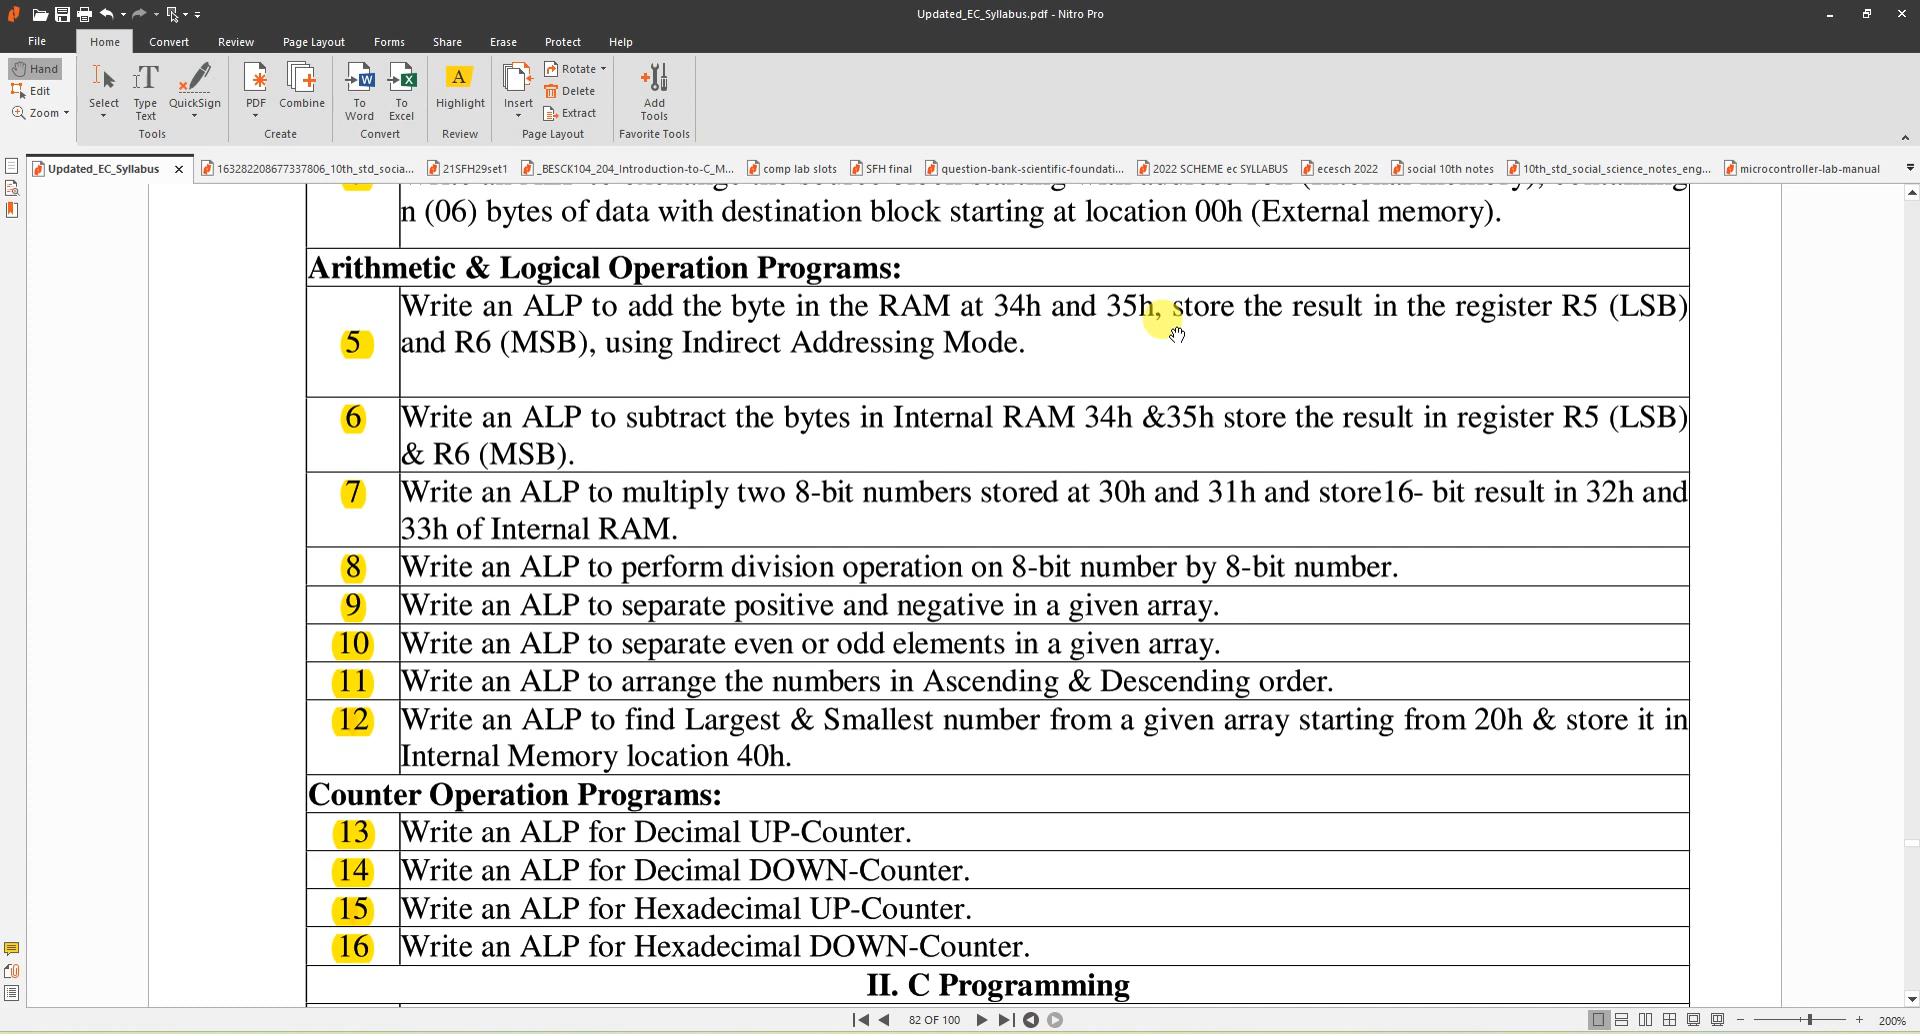 Updated_EC_Syllabus.pdf - Nitro Pro
File Home Convert Review Page Layout Forms Share Erase Protect Help
Hand
Edit
Zoom
Select
Type Text
QuickSign
Tools
PDF
Combine
Create
To Word
To Excel
Convert
Highlight
Review
Insert
Rotate
Delete
Extract
Page Layout
Add Tools
Favorite Tools
Updated_EC_Syllabus 163282208677337806_10th_std_socia... 21SFH29set1 _BESCK104_204_Introduction-to-C_M... comp lab slots SFH final question-bank-scientific-foundati... 2022 SCHEME ec SYLLABUS ecesch 2022 social 10th notes 10th_std_social_science_notes_eng... microcontroller-lab-manual
n (06) bytes of data with destination block starting at location 00h (External memory).
Arithmetic & Logical Operation Programs:
Write an ALP to add the byte in the RAM at 34h and 35h, store the result in the register R5 (LSB)
5 and R6 (MSB), using Indirect Addressing Mode.
6 Write an ALP to subtract the bytes in Internal RAM 34h &35h store the result in register R5 (LSB)
& R6 (MSB).
7 Write an ALP to multiply two 8-bit numbers stored at 30h and 31h and store16- bit result in 32h and
33h of Internal RAM.
8 Write an ALP to perform division operation on 8-bit number by 8-bit number.
9 Write an ALP to separate positive and negative in a given array.
10 Write an ALP to separate even or odd elements in a given array.
11 Write an ALP to arrange the numbers in Ascending & Descending order.
12 Write an ALP to find Largest & Smallest number from a given array starting from 20h & store it in
Internal Memory location 40h.
Counter Operation Programs:
13 Write an ALP for Decimal UP-Counter.
14 Write an ALP for Decimal DOWN-Counter.
15 Write an ALP for Hexadecimal UP-Counter.
16 Write an ALP for Hexadecimal DOWN-Counter.
II. C Programming
82 OF 100
200%